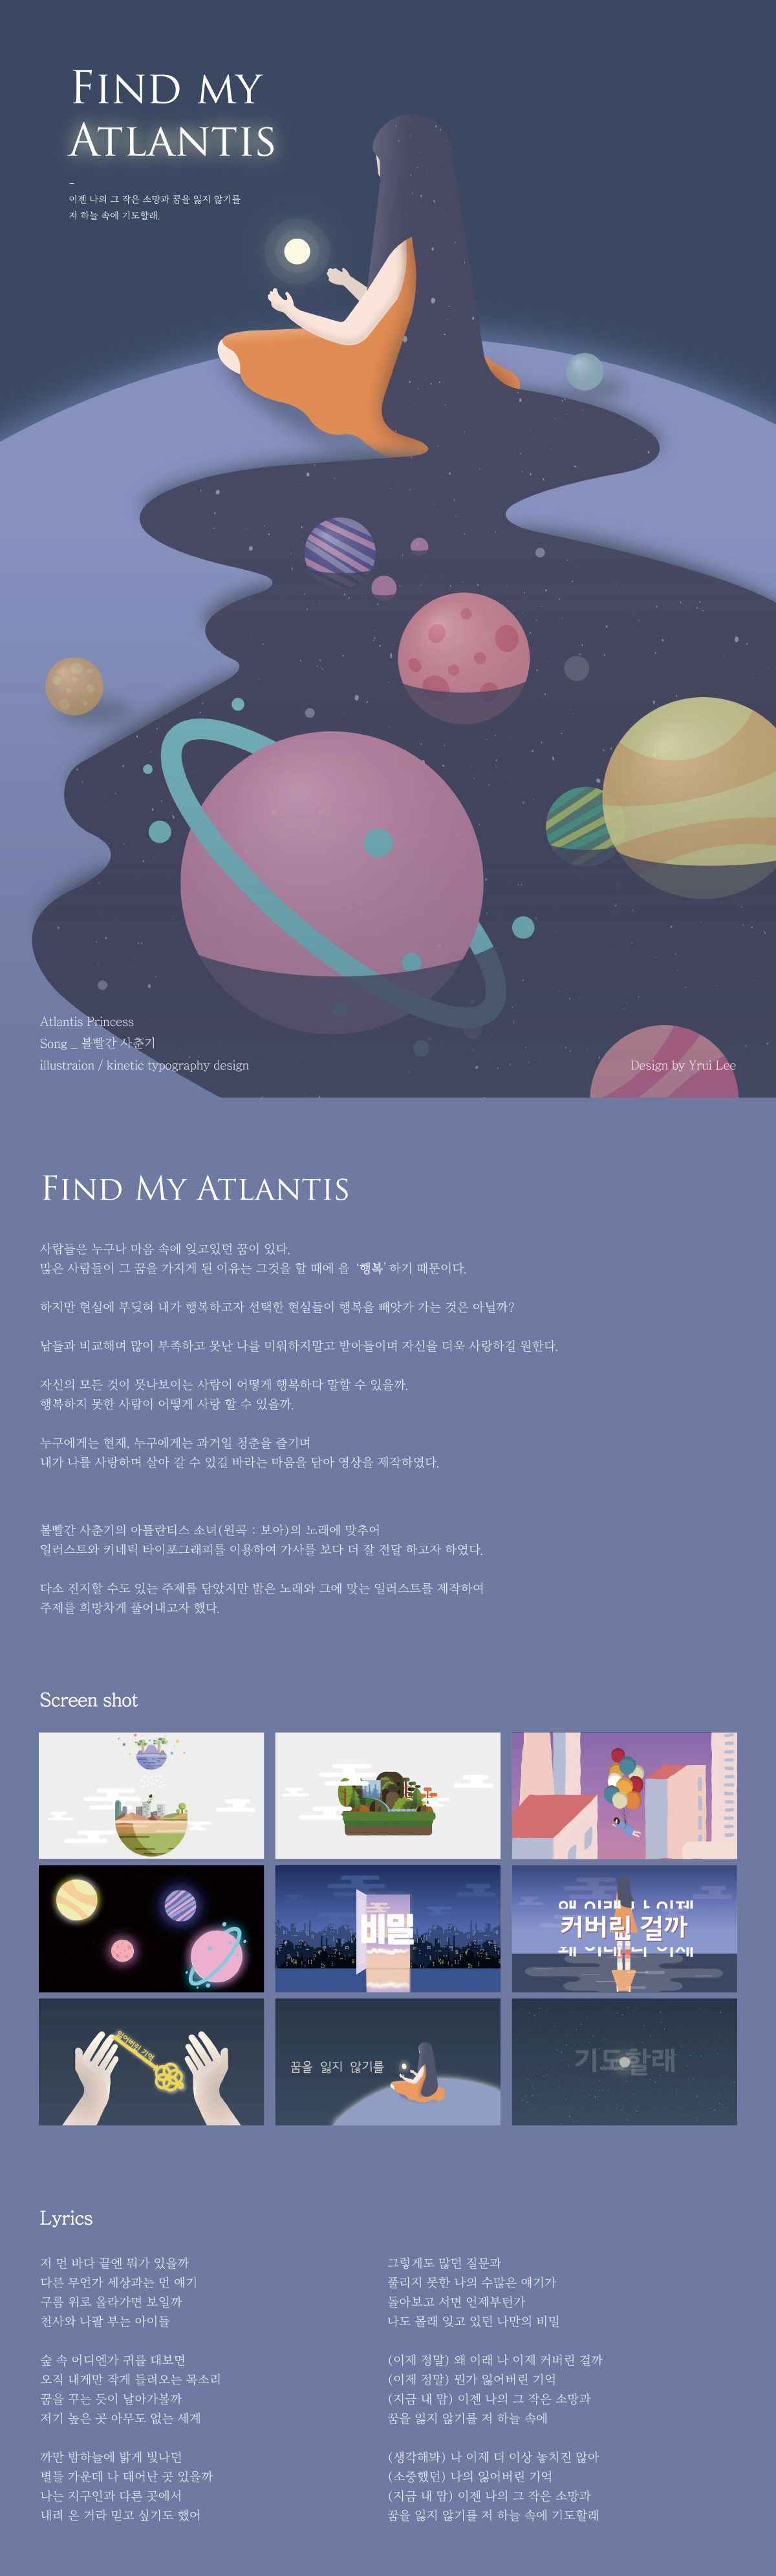 FIND MY
ATLANTIS
–
이젠 나의 그 작은 소망과 꿈을 잃지 않기를
저 하늘 속에 기도할래.
Atlantis Princess
Song _ 볼빨간 사춘기
illustraion / kinetic typography design
Design by Yrui Lee
FIND MY ATLANTIS
사람들은 누구나 마음 속에 잊고있던 꿈이 있다.
많은 사람들이 그 꿈을 가지게 된 이유는 그것을 할 때에 을 '행복' 하기 때문이다.
하지만 현실에 부딪혀 내가 행복하고자 선택한 현실들이 행복을 빼앗아 가는 것은 아닐까?
남들과 비교해며 많이 부족하고 못난 나를 미워하지말고 받아들이며 자신을 더욱 사랑하길 원한다.
자신의 모든 것이 못나보이는 사람이 어떻게 행복하다 말할 수 있을까.
행복하지 못한 사람이 어떻게 사랑 할 수 있을까.
누구에게는 현재, 누구에게는 과거일 청춘을 즐기며
내가 나를 사랑하며 살아 갈 수 있길 바라는 마음을 담아 영상을 제작하였다.
볼빨간 사춘기의 아틀란티스 소녀(원곡 : 보아)의 노래에 맞추어
일러스트와 키네틱 타이포그래피를 이용하여 가사를 보다 더 잘 전달 하고자 하였다.
다소 진지할 수도 있는 주제를 담았지만 밝은 노래와 그에 맞는 일러스트를 제작하여
주제를 희망차게 풀어내고자 했다.
Screen shot
비밀
왜 이래 나 이제
커버린 걸까
왜 이래 나 이제
잃어버린 기억
꿈을 잃지 않기를
기도할래
Lyrics
저 먼 바다 끝엔 뭐가 있을까
다른 무언가 세상과는 먼 얘기
구름 위로 올라가면 보일까
천사와 나팔 부는 아이들
숲 속 어디엔가 귀를 대보면
오직 내게만 작게 들려오는 목소리
꿈을 꾸는 듯이 날아가볼까
저기 높은 곳 아무도 없는 세계
까만 밤하늘에 밝게 빛나던
별들 가운데 나 태어난 곳 있을까
나는 지구인과 다른 곳에서
내려 온 거라 믿고 싶기도 했어
그렇게도 많던 질문과
풀리지 못한 나의 수많은 얘기가
돌아보고 서면 언제부턴가
나도 몰래 잊고 있던 나만의 비밀
(이제 정말) 왜 이래 나 이제 커버린 걸까
(이제 정말) 뭔가 잃어버린 기억
(지금 내 맘) 이젠 나의 그 작은 소망과
꿈을 잃지 않기를 저 하늘 속에
(생각해봐) 나 이제 더 이상 놓치진 않아
(소중했던) 나의 잃어버린 기억
(지금 내 맘) 이젠 나의 그 작은 소망과
꿈을 잃지 않기를 저 하늘 속에 기도할래